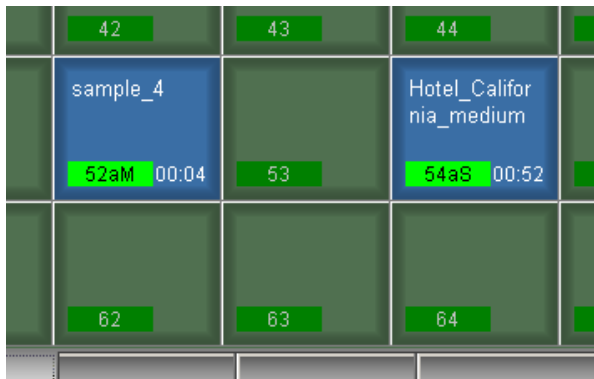 42 43 44
sample_4
Hotel_Califor
nia_medium
52aM 00:04 53 54aS 00:52
62 63 64